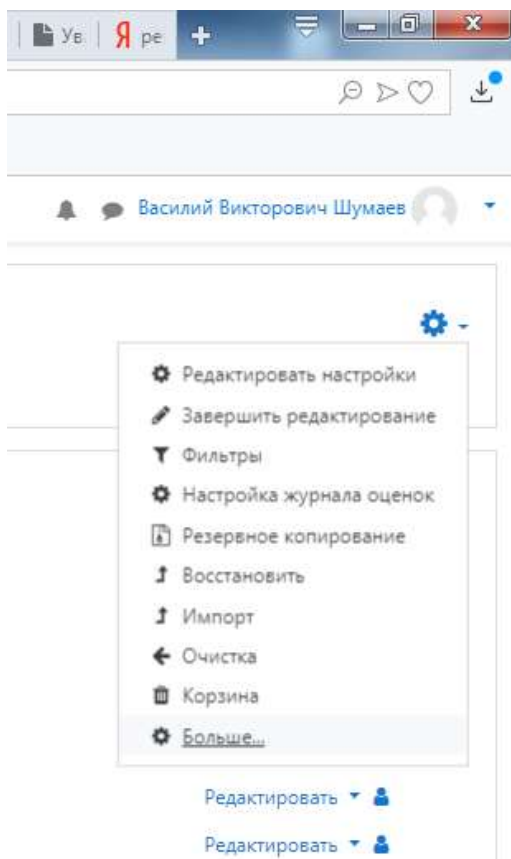 Ув Я ре
Василий Викторович Шумаев
Редактировать настройки
Завершить редактирование
Фильтры
Настройка журнала оценок
Резервное копирование
Восстановить
Импорт
Очистка
Корзина
Больше...
Редактировать
Редактировать